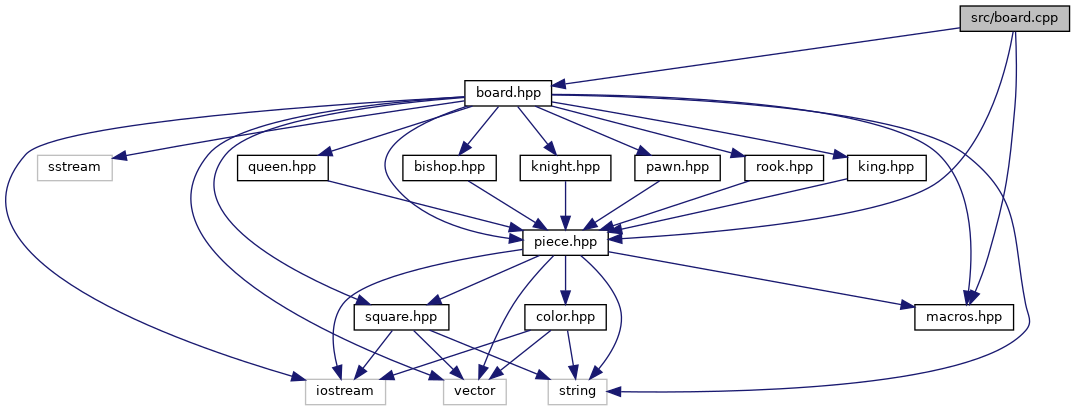 src/board.cpp
board.hpp
sstream
queen.hpp
bishop.hpp
knight.hpp
pawn.hpp
rook.hpp
king.hpp
piece.hpp
square.hpp
color.hpp
macros.hpp
iostream
vector
string